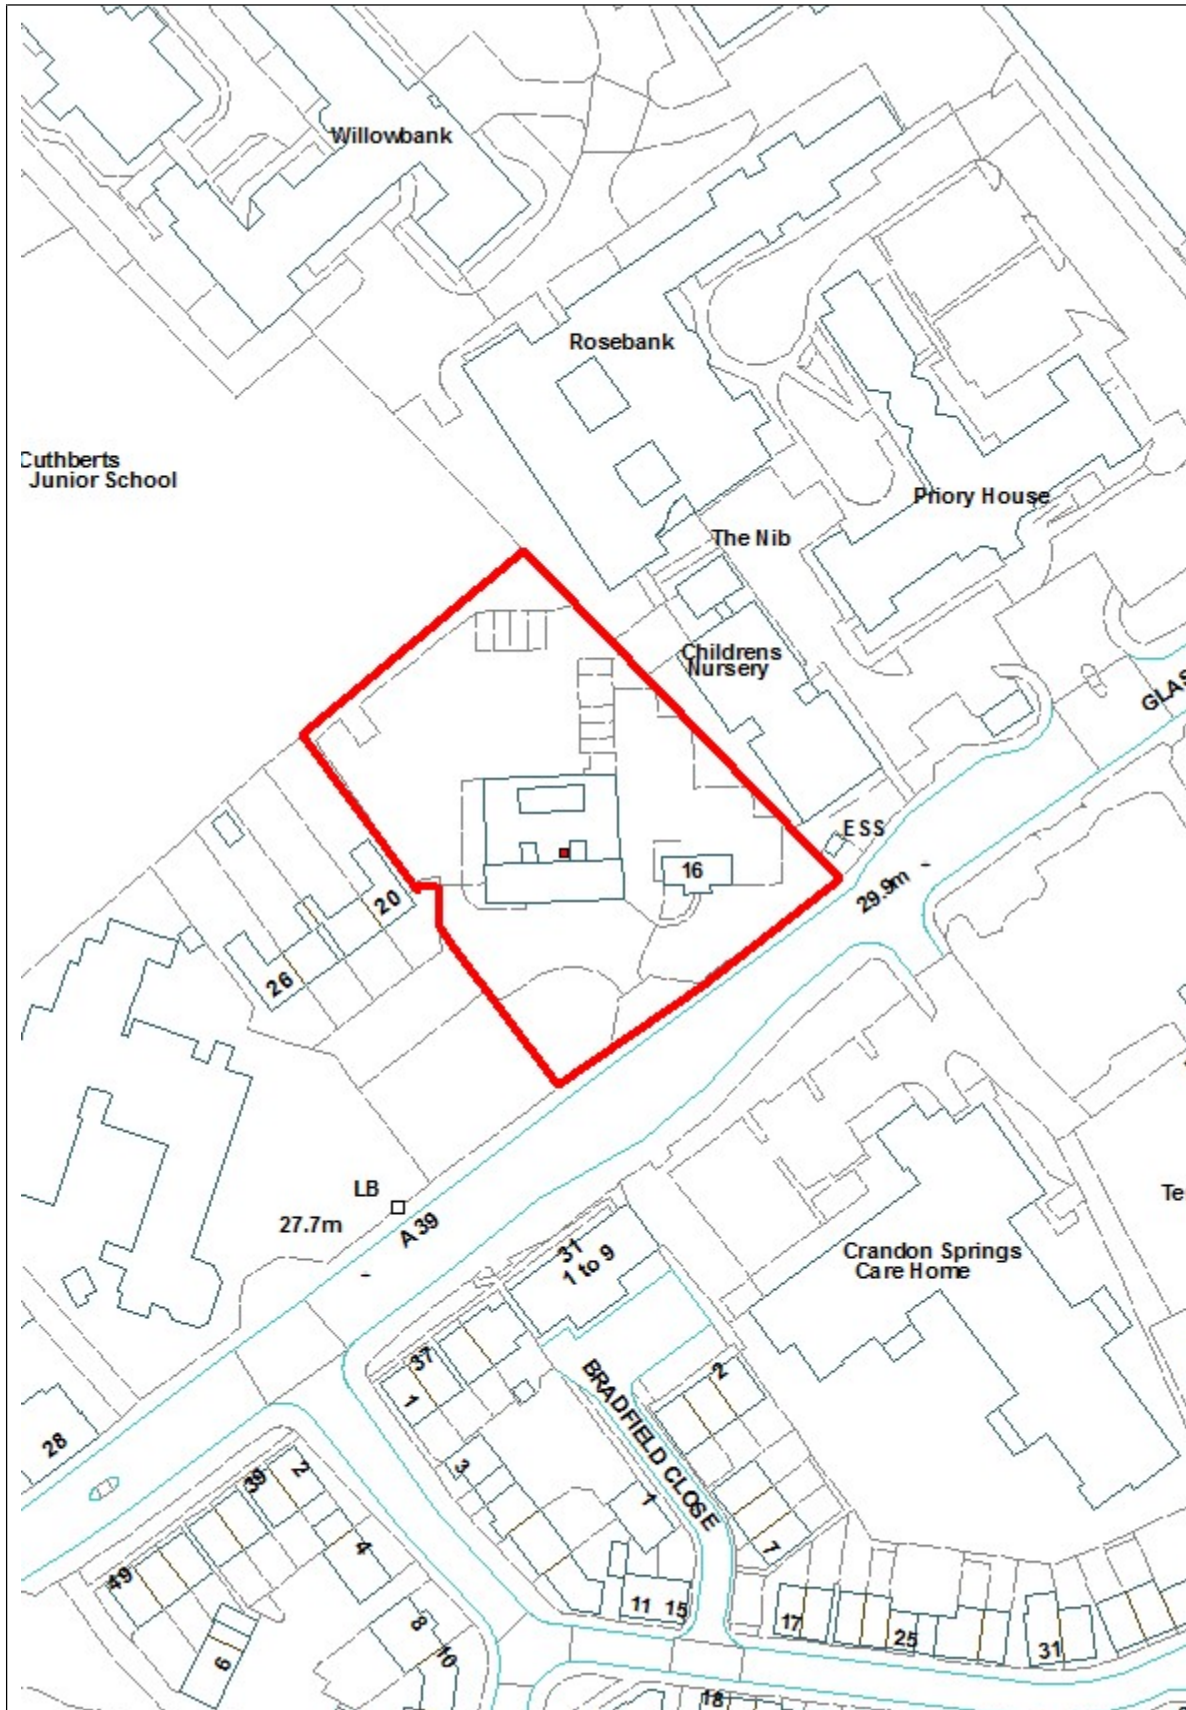 Willowbank
Rosebank
Cuthberts
Junior School
Priory House
The Nib
Childrens
Nursery
GLAS
ESS
16
29.9m
20
26
LB
27.7m
A 39
31
1 to 9
Crandon Springs
Care Home
Te
37
1
2
BRADFIELD CLOSE
28
3
39
2
1
4
7
49
11
15
17
25
31
8
10
6
18